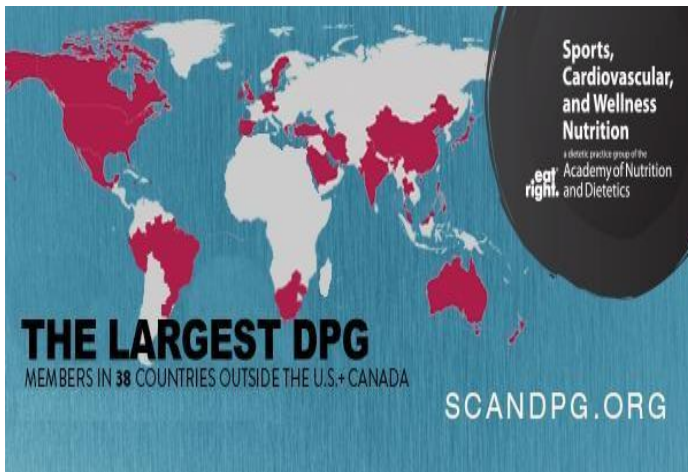 Sports,
Cardiovascular,
and Wellness
Nutrition
a dietetic practice group of the
eat right. Academy of Nutrition
and Dietetics
THE LARGEST DPG
MEMBERS IN 38 COUNTRIES OUTSIDE THE U.S.+ CANADA
SCANDPG.ORG